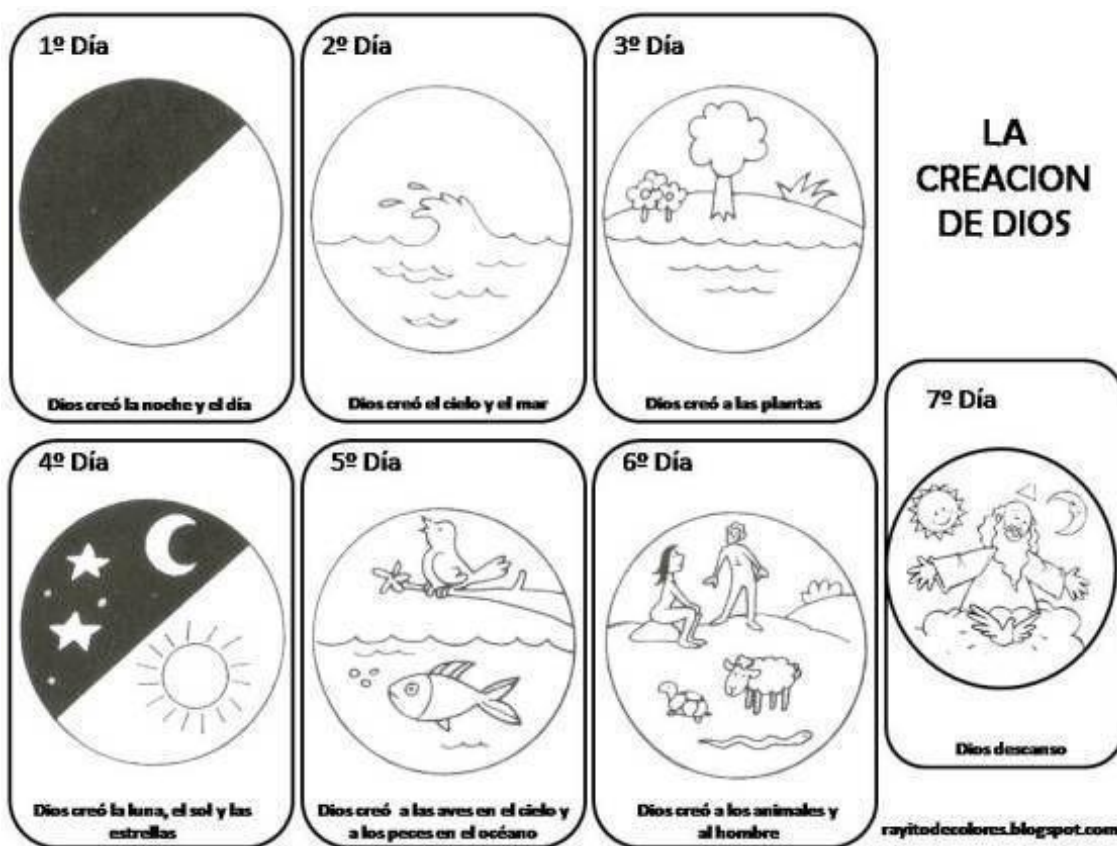 1º Día
Dios creó la noche y el día
2º Día
Dios creó el cielo y el mar
3º Día
Dios creó a las plantas
LA
CREACION
DE DIOS
4º Día
Dios creó la luna, el sol y las
estrellas
5º Día
Dios creó a las aves en el cielo y
a los peces en el océano
6º Día
Dios creó a los animales y
al hombre
7º Día
Dios descanso
rayitodecolores.blogspot.com